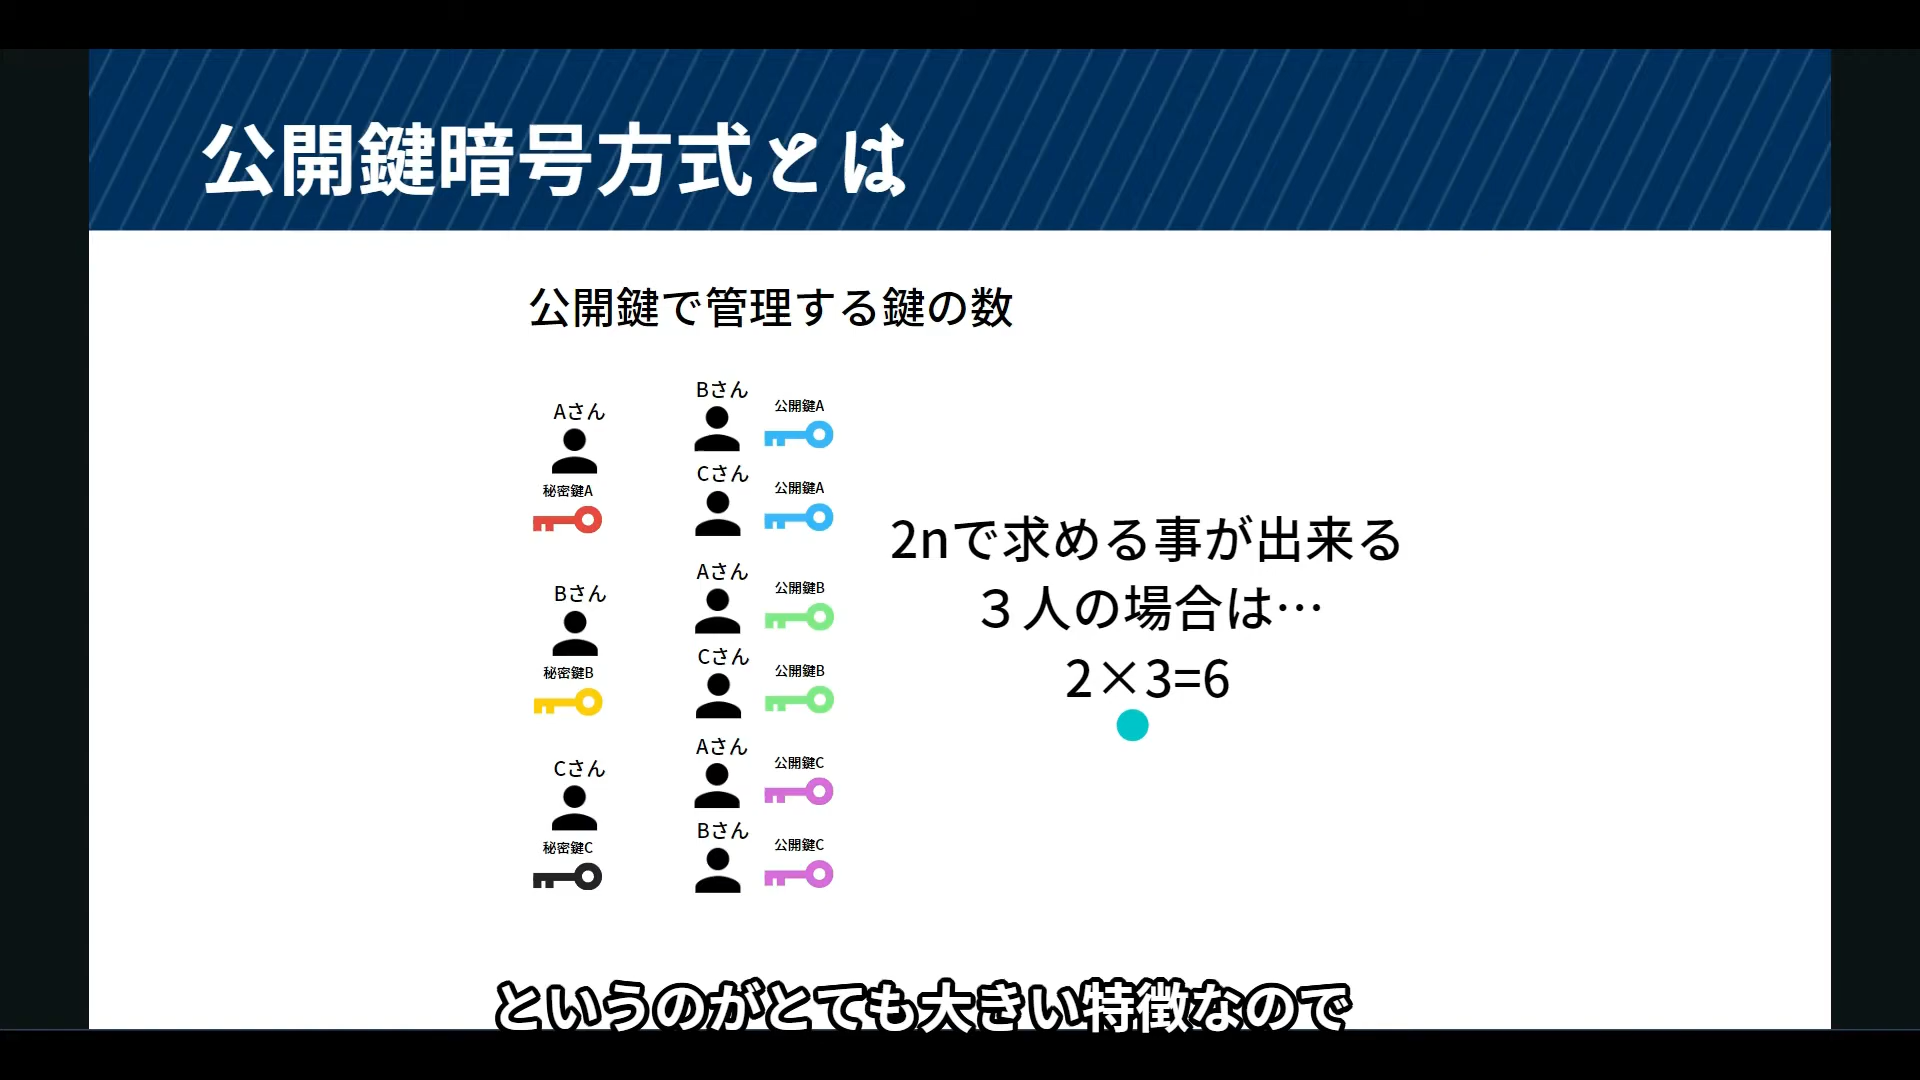 公開鍵暗号方式とは
公開鍵で管理する鍵の数
Aさん
秘密鍵A
Bさん
公開鍵A
Cさん
公開鍵A
Bさん
秘密鍵B
Aさん
公開鍵B
Cさん
公開鍵B
Cさん
秘密鍵C
Aさん
公開鍵C
Bさん
公開鍵C
2nで求める事が出来る
３人の場合は…
2×3=6
というのがとても大きい特徴なので